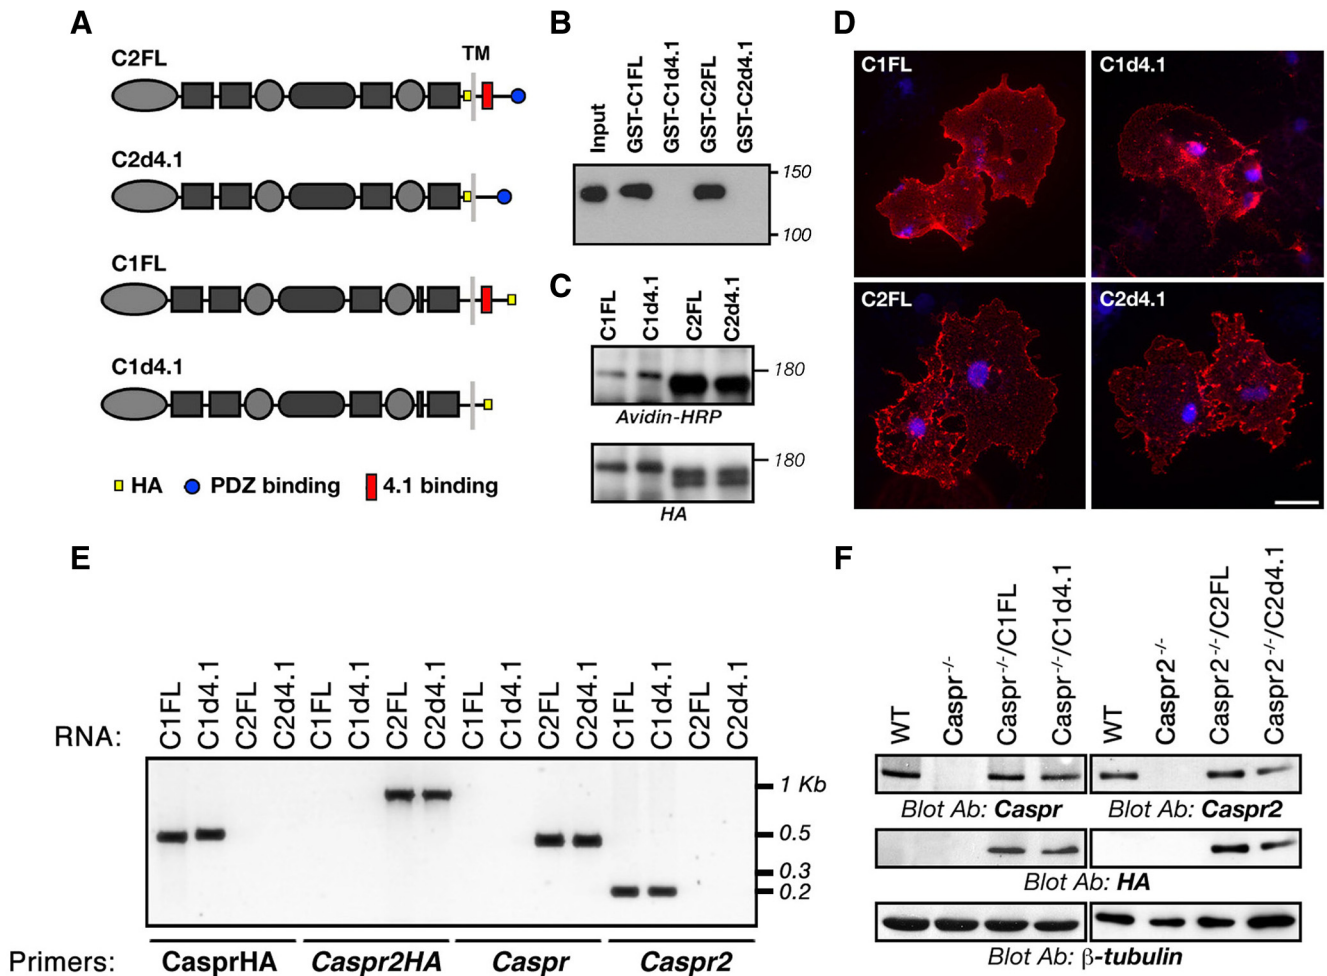 A
C2FL
TM
C2d4.1
C1FL
C1d4.1
HA
PDZ binding
4.1 binding
B
Input
GST-C1FL
GST-C1d4.1
GST-C2FL
GST-C2d4.1
150
100
C
C1FL
C1d4.1
C2FL
C2d4.1
180
Avidin-HRP
180
HA
D
C1FL
C1d4.1
C2FL
C2d4.1
E
RNA:
C1FL
C1d4.1
C2FL
C2d4.1
C1FL
C1d4.1
C2FL
C2d4.1
C1FL
C1d4.1
C2FL
C2d4.1
C1FL
C1d4.1
C2FL
C2d4.1
1 Kb
0.5
0.3
0.2
Primers:
CasprHA
Caspr2HA
Caspr
Caspr2
F
WT
Caspr-/-
Caspr-/-/C1FL
Caspr-/-/C1d4.1
WT
Caspr2-/-
Caspr2-/-/C2FL
Caspr2-/-/C2d4.1
Blot Ab: Caspr
Blot Ab: Caspr2
Blot Ab: HA
Blot Ab: β-tubulin